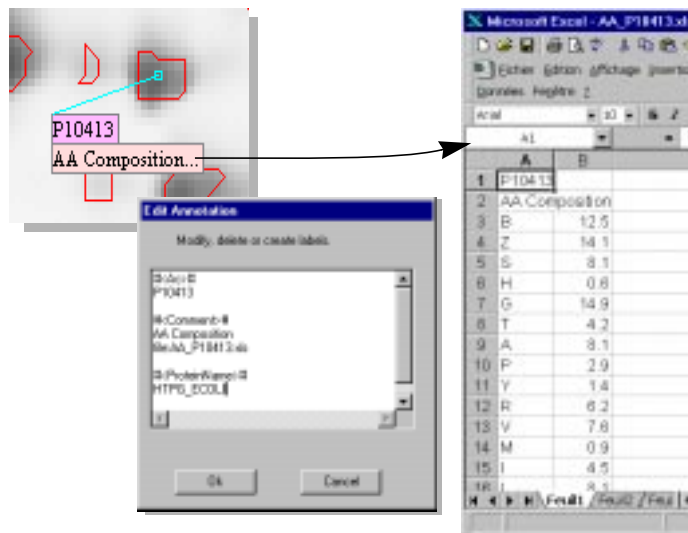 P10413
AA Composition...
Edit Annotation
Modify, delete or create labels.
#<Ac>#
P10413
#<Comment>#
AA Composition
file:AA_P10413.xls
#<ProteinName>#
HTPG_ECOLI
Ok
Cancel
Microsoft Excel - AA_P10413.xl
Fichier Edition Affichage Insertio
Données Fenêtre ?
Arial 10 G I
A1 =
A B
1 P10413
2 AA Composition
3 B 12.5
4 Z 14.1
5 S 8.1
6 H 0.6
7 G 14.9
8 T 4.2
9 A 8.1
10 P 2.9
11 Y 1.4
12 R 6.2
13 V 7.6
14 M 0.9
15 I 4.5
Feuil1 Feuil2 Feui